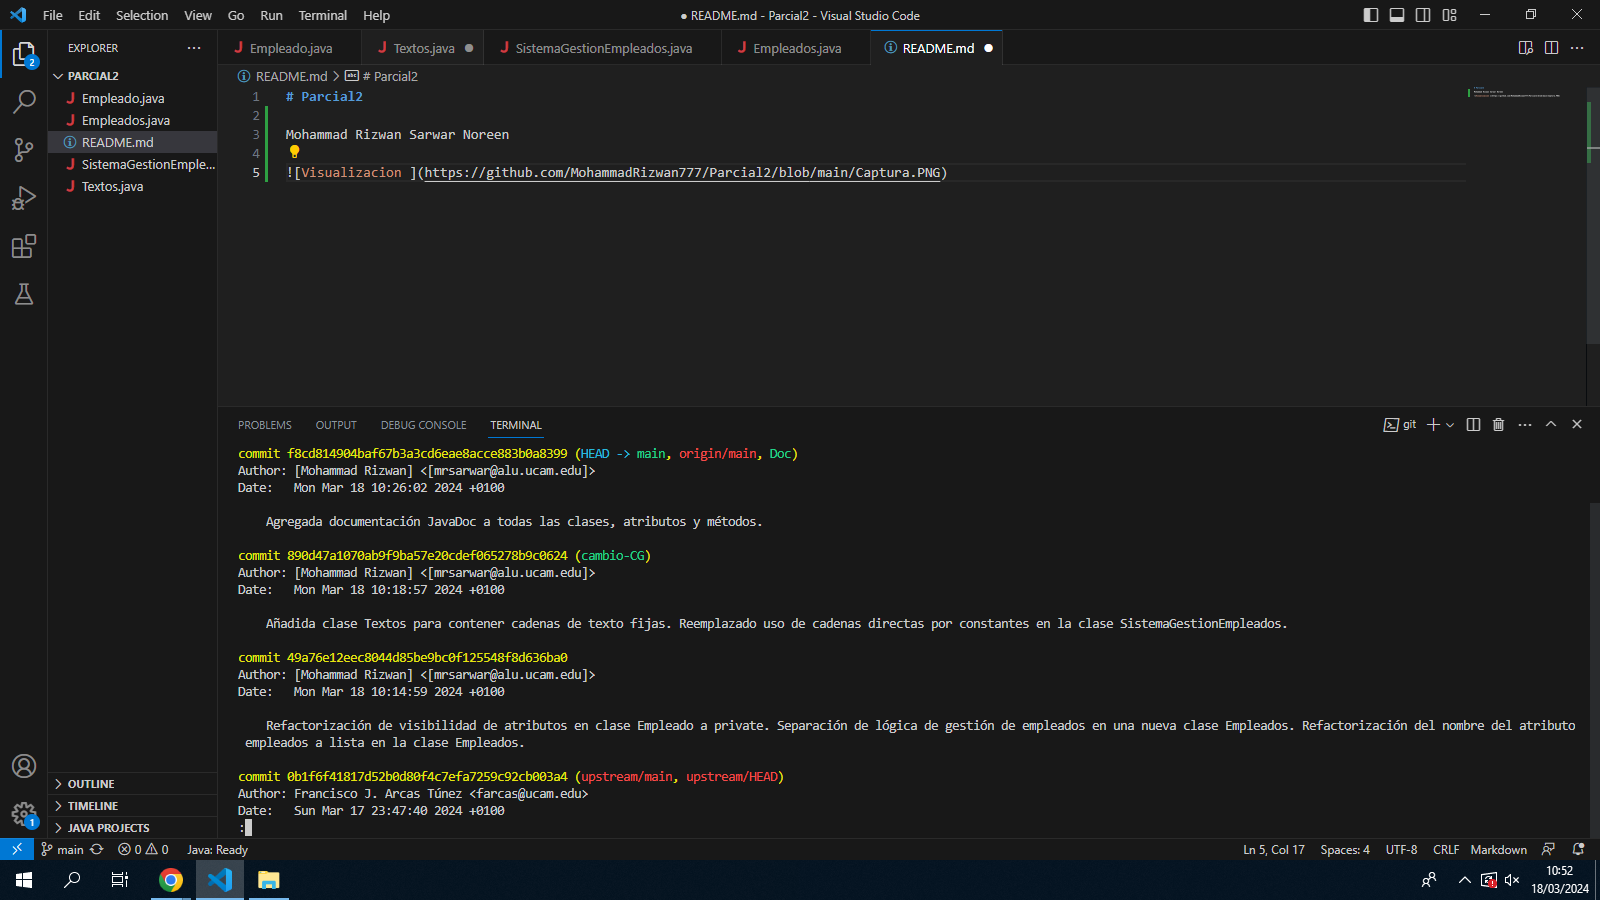 File Edit Selection View Go Run Terminal Help
● README.md - Parcial2 - Visual Studio Code
EXPLORER
Empleado.java
Textos.java
SistemaGestionEmpleados.java
Empleados.java
README.md
README.md > # Parcial2
PARCIAL2
Empleado.java
Empleados.java
README.md
SistemaGestionEmple...
Textos.java
1 # Parcial2
2
3 Mohammad Rizwan Sarwar Noreen
4
5 ![Visualizacion ](https://github.com/MohammadRizwan777/Parcial2/blob/main/Captura.PNG)
PROBLEMS OUTPUT DEBUG CONSOLE TERMINAL
git
commit f8cd814904baf67b3a3cd6eae8acce883b0a8399 (HEAD -> main, origin/main, Doc)
Author: [Mohammad Rizwan] <[mrsarwar@alu.ucam.edu]>
Date:   Mon Mar 18 10:26:02 2024 +0100
Agregada documentación JavaDoc a todas las clases, atributos y métodos.
commit 890d47a1070ab9f9ba57e20cdef065278b9c0624 (cambio-CG)
Author: [Mohammad Rizwan] <[mrsarwar@alu.ucam.edu]>
Date:   Mon Mar 18 10:18:57 2024 +0100
Añadida clase Textos para contener cadenas de texto fijas. Reemplazado uso de cadenas directas por constantes en la clase SistemaGestionEmpleados.
commit 49a76e12eec8044d85be9bc0f125548f8d636ba0
Author: [Mohammad Rizwan] <[mrsarwar@alu.ucam.edu]>
Date:   Mon Mar 18 10:14:59 2024 +0100
Refactorización de visibilidad de atributos en clase Empleado a private. Separación de lógica de gestión de empleados en una nueva clase Empleados. Refactorización del nombre del atributo
empleados a lista en la clase Empleados.
commit 0b1f6f41817d52b0d80f4c7efa7259c92cb003a4 (upstream/main, upstream/HEAD)
Author: Francisco J. Arcas Túnez <farcas@ucam.edu>
Date:   Sun Mar 17 23:47:40 2024 +0100
:
OUTLINE
TIMELINE
JAVA PROJECTS
2
1
main 0 0 Java: Ready
Ln 5, Col 17 Spaces: 4 UTF-8 CRLF Markdown
10:52
18/03/2024